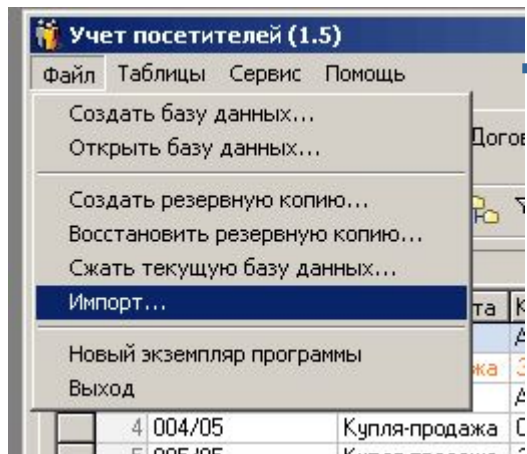 Учет посетителей (1.5)
Файл Таблицы Сервис Помощь
Создать базу данных...
Открыть базу данных...
Создать резервную копию...
Восстановить резервную копию...
Сжать текущую базу данных...
Импорт...
Новый экземпляр программы
Выход
4 004/05 Купля-продажа